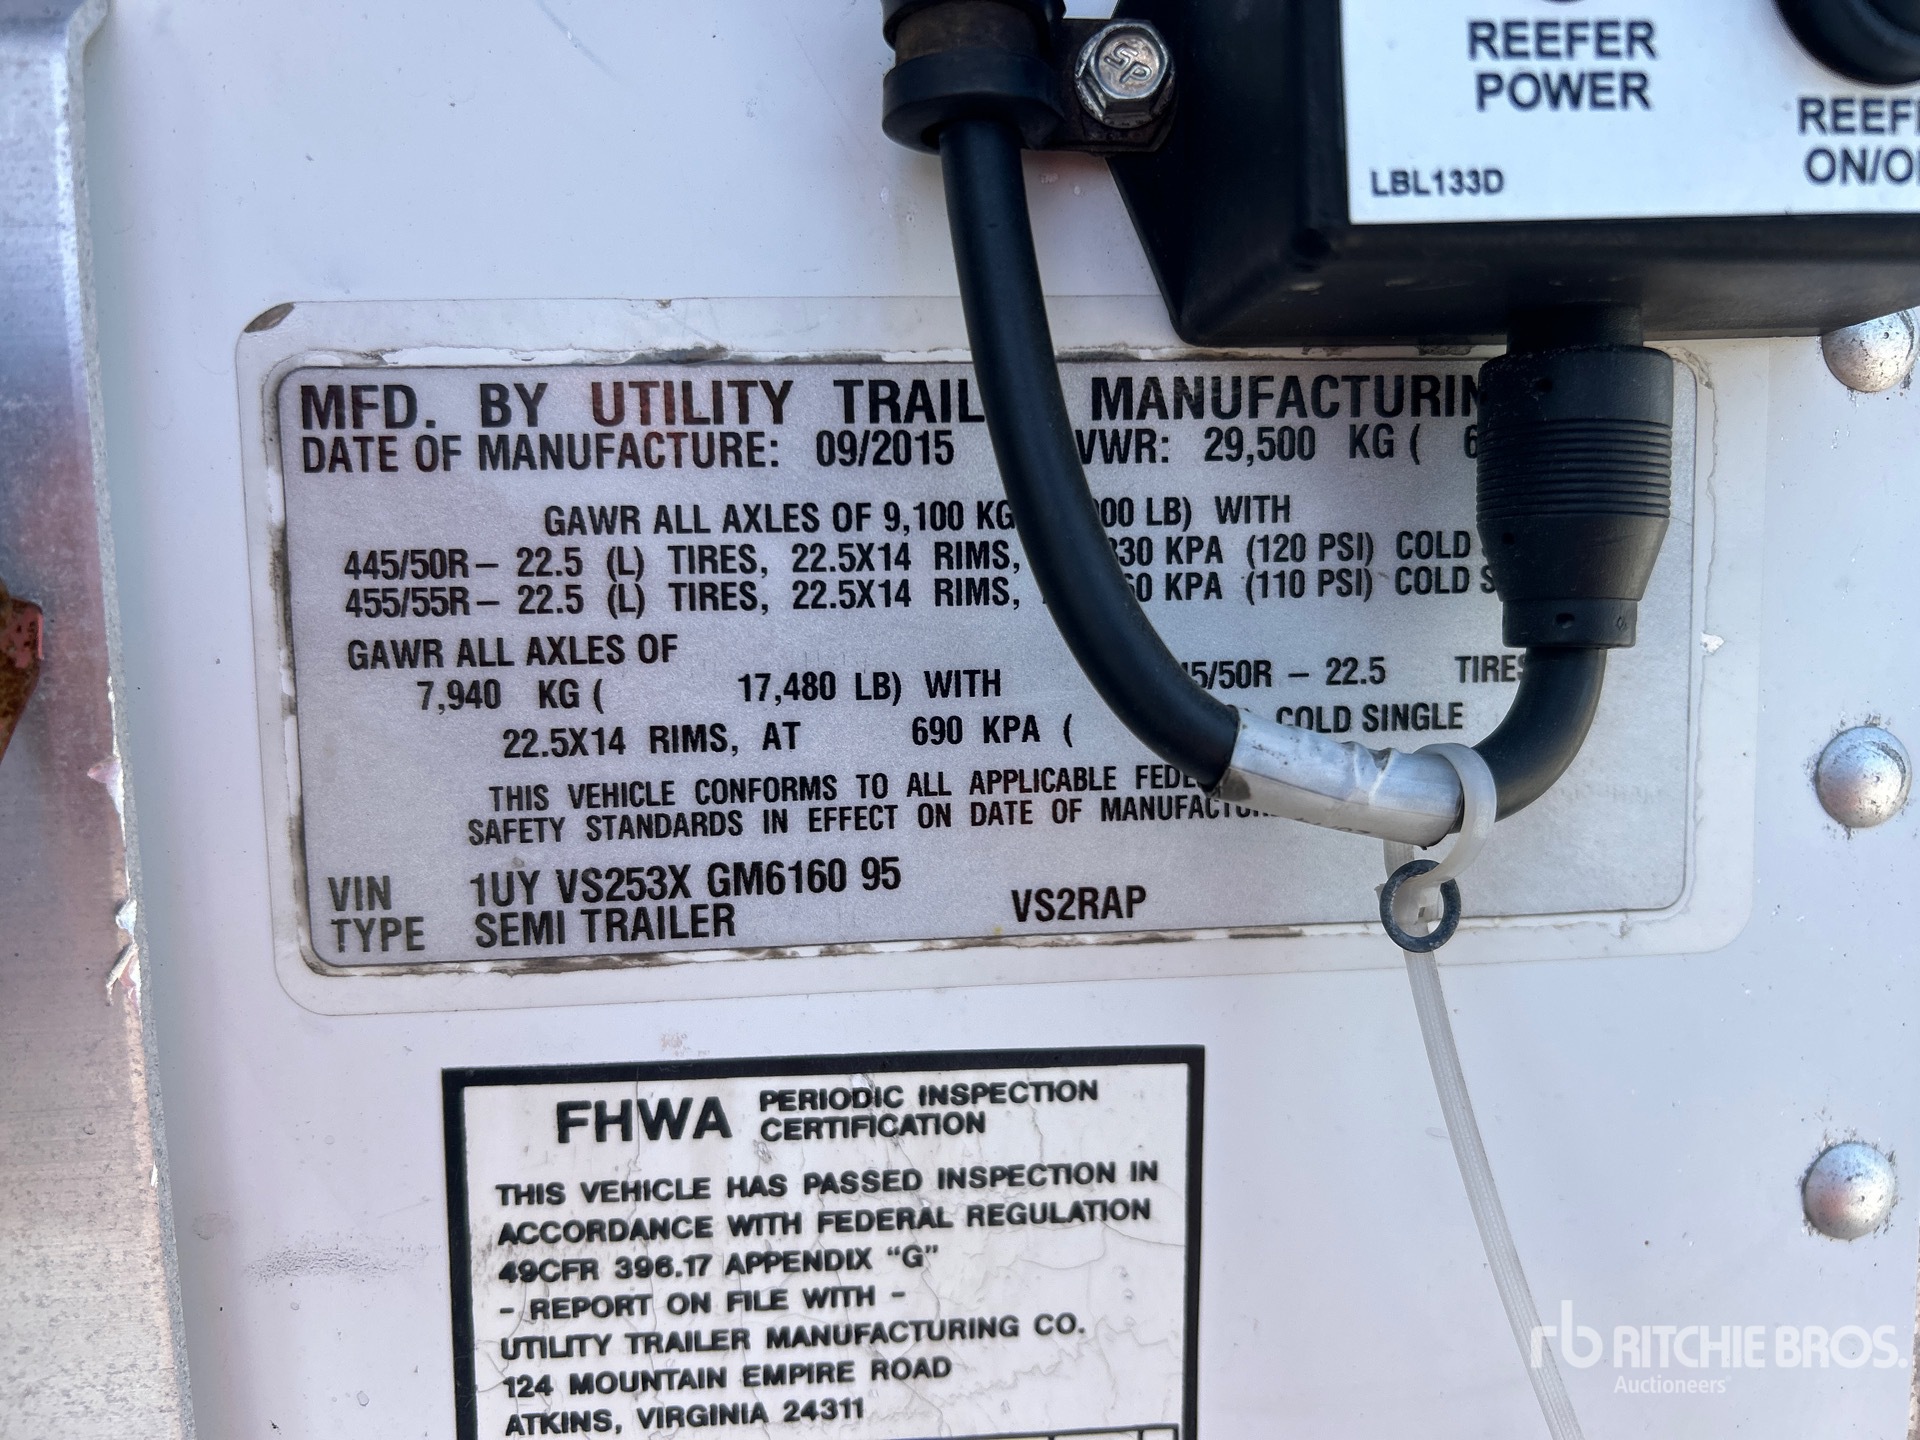 REEFER
POWER
LBL133D
MFD. BY UTILITY TRAIL MANUFACTURIN
DATE OF MANUFACTURE: 09/2015 VWR: 29,500 KG (
GAWR ALL AXLES OF 9,100 KG 00 LB) WITH
445/50R– 22.5 (L) TIRES, 22.5X14 RIMS, 30 KPA (120 PSI) COLD
455/55R– 22.5 (L) TIRES, 22.5X14 RIMS, 60 KPA (110 PSI) COLD S
GAWR ALL AXLES OF
7,940 KG ( 17,480 LB) WITH 5/50R – 22.5 TIRES
22.5X14 RIMS, AT 690 KPA ( ) COLD SINGLE
THIS VEHICLE CONFORMS TO ALL APPLICABLE FEDE
SAFETY STANDARDS IN EFFECT ON DATE OF MANUFACTUR
VIN 1UY VS253X GM6160 95
TYPE SEMI TRAILER VS2RAP
FHWA PERIODIC INSPECTION
CERTIFICATION
THIS VEHICLE HAS PASSED INSPECTION IN
ACCORDANCE WITH FEDERAL REGULATION
49CFR 396.17 APPENDIX "G"
– REPORT ON FILE WITH –
UTILITY TRAILER MANUFACTURING CO.
124 MOUNTAIN EMPIRE ROAD
ATKINS, VIRGINIA 24311
REEF
ON/O
SP
rb RITCHIE BROS.
Auctioneers